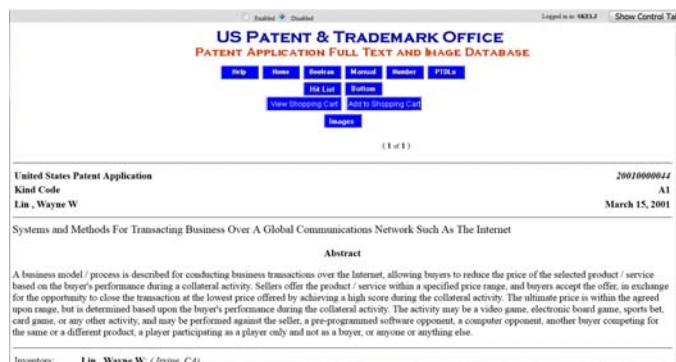 Enabled Disabled
Logged in as:
Show Control Ta
US PATENT & TRADEMARK OFFICE
PATENT APPLICATION FULL TEXT AND IMAGE DATABASE
Help Home Boolean Manual Number PTDLs
Hit List Bottom
View Shopping Cart Add to Shopping Cart
Images
( 1 of 1 )
United States Patent Application 20010000044
Kind Code A1
Lin , Wayne W March 15, 2001
Systems and Methods For Transacting Business Over A Global Communications Network Such As The Internet
Abstract
A business model / process is described for conducting business transactions over the Internet, allowing buyers to reduce the price of the selected product / service
based on the buyer's performance during a collateral activity. Sellers offer the product / service within a specified price range, and buyers accept the offer, in exchange
for the opportunity to close the transaction at the lowest price offered by achieving a high score during the collateral activity. The ultimate price is within the agreed
upon range, but is determined based upon the buyer's performance during the collateral activity. The activity may be a video game, electronic board game, sports bet,
card game, or any other activity, and may be performed against the seller, a pre-programmed software opponent, a computer opponent, another buyer competing for
the same or a different product, a player participating as a player only and not as a buyer, or anyone or anything else.
Inventors: Lin, Wayne W; (Irvine, CA)